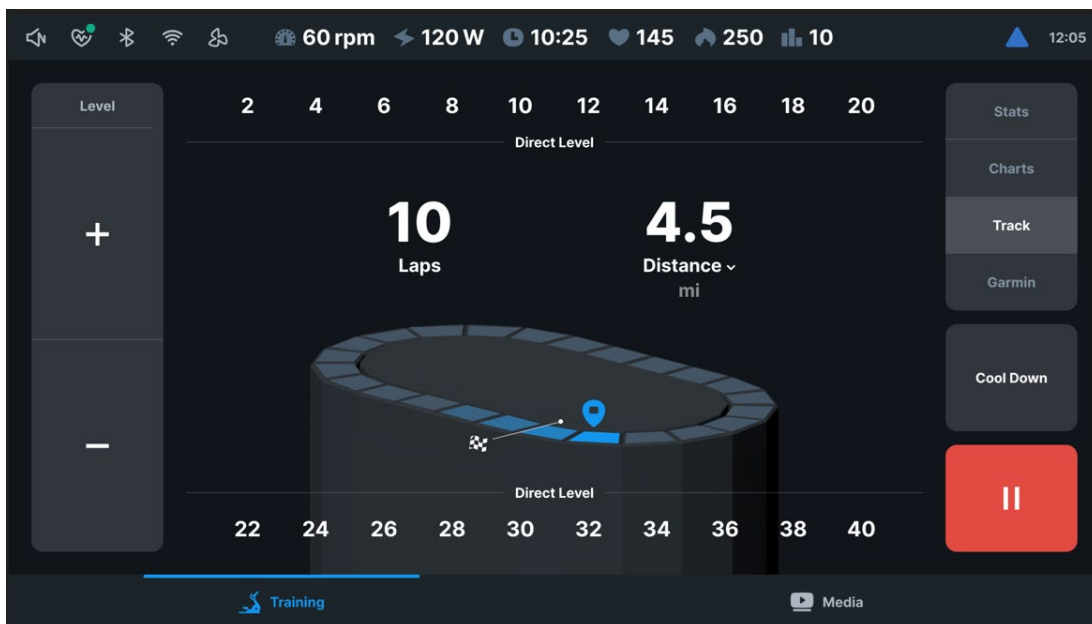 60 rpm 120 W 10:25 145 250 10 12:05
Level
2 4 6 8 10 12 14 16 18 20
Direct Level
+
−
10
Laps
4.5
Distance
mi
Direct Level
22 24 26 28 30 32 34 36 38 40
Stats
Charts
Track
Garmin
Cool Down
Training
Media